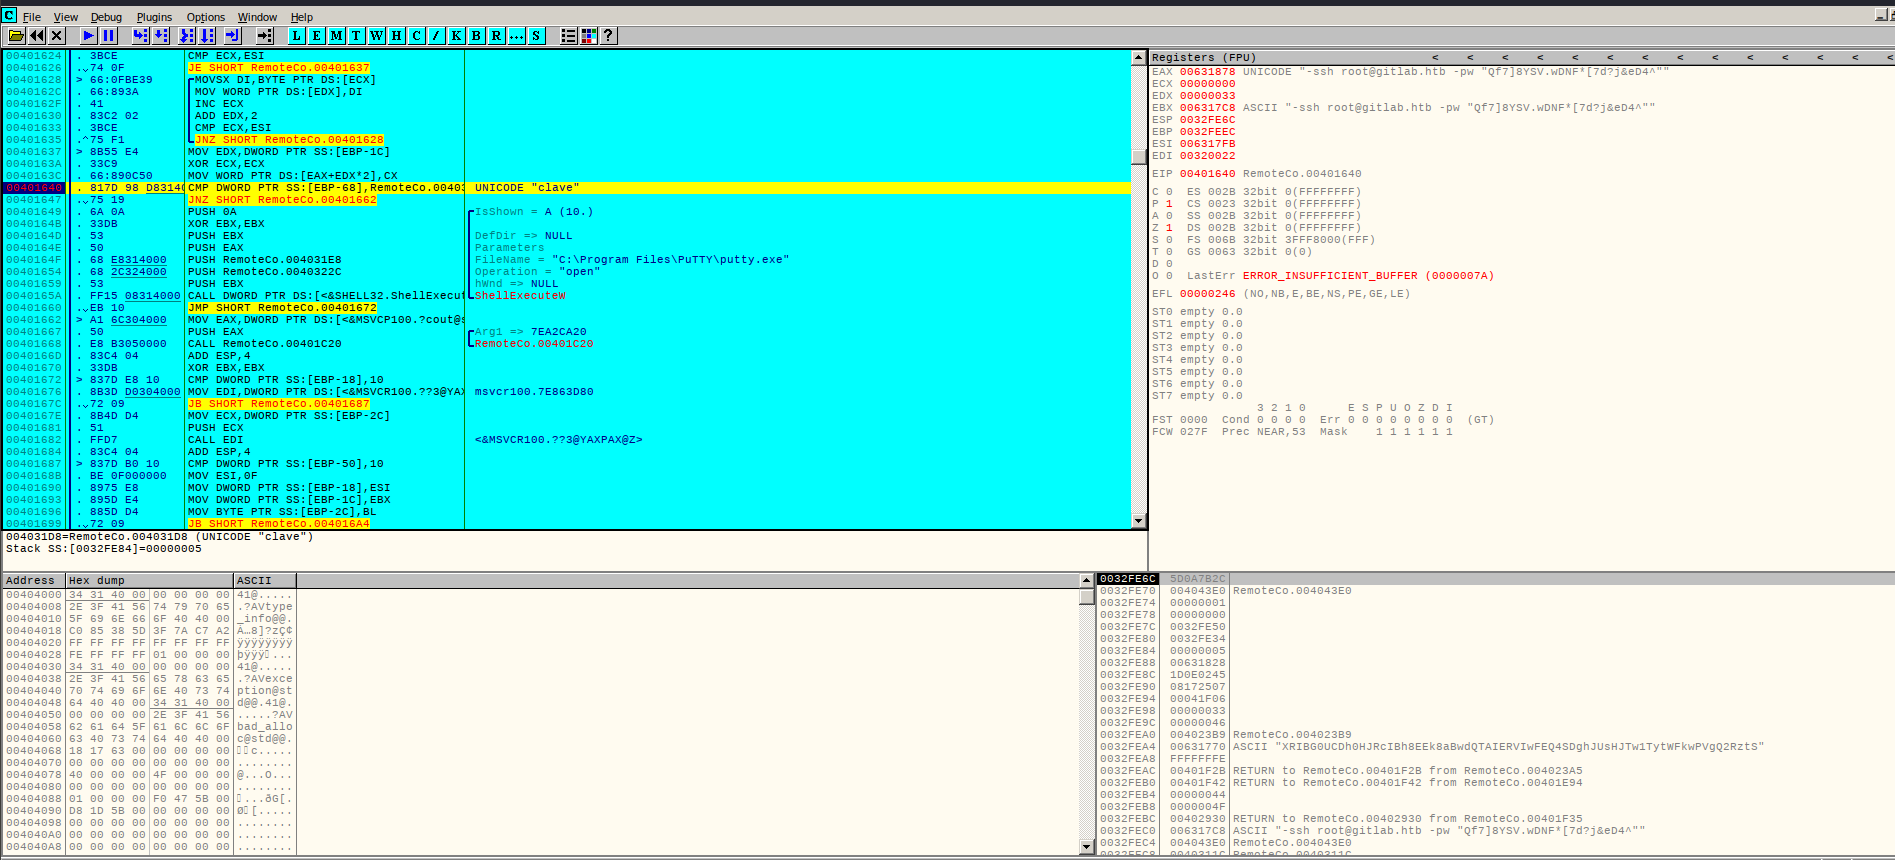 C File View Debug Plugins Options Window Help
L E M T W H C / K B R ... S ?
00401624 . 3BCE CMP ECX,ESI
00401626 .⌄74 0F JE SHORT RemoteCo.00401637
00401628 > 66:0FBE39 MOVSX DI,BYTE PTR DS:[ECX]
0040162C . 66:893A MOV WORD PTR DS:[EDX],DI
0040162F . 41 INC ECX
00401630 . 83C2 02 ADD EDX,2
00401633 . 3BCE CMP ECX,ESI
00401635 .^75 F1 JNZ SHORT RemoteCo.00401628
00401637 > 8B55 E4 MOV EDX,DWORD PTR SS:[EBP-1C]
0040163A . 33C9 XOR ECX,ECX
0040163C . 66:890C50 MOV WORD PTR DS:[EAX+EDX*2],CX
00401640 . 817D 98 D8314 CMP DWORD PTR SS:[EBP-68],RemoteCo.0040 UNICODE "clave"
00401647 .⌄75 19 JNZ SHORT RemoteCo.00401662
00401649 . 6A 0A PUSH 0A IsShown = A (10.)
0040164B . 33DB XOR EBX,EBX
0040164D . 53 PUSH EBX DefDir => NULL
0040164E . 50 PUSH EAX Parameters
0040164F . 68 E8314000 PUSH RemoteCo.004031E8 FileName = "C:\Program Files\PuTTY\putty.exe"
00401654 . 68 2C324000 PUSH RemoteCo.0040322C Operation = "open"
00401659 . 53 PUSH EBX hWnd => NULL
0040165A . FF15 08314000 CALL DWORD PTR DS:[<&SHELL32.ShellExecut ShellExecuteW
00401660 .⌄EB 10 JMP SHORT RemoteCo.00401672
00401662 > A1 6C304000 MOV EAX,DWORD PTR DS:[<&MSVCP100.?cout@s
00401667 . 50 PUSH EAX Arg1 => 7EA2CA20
00401668 . E8 B3050000 CALL RemoteCo.00401C20 RemoteCo.00401C20
0040166D . 83C4 04 ADD ESP,4
00401670 . 33DB XOR EBX,EBX
00401672 > 837D E8 10 CMP DWORD PTR SS:[EBP-18],10
00401676 . 8B3D D0304000 MOV EDI,DWORD PTR DS:[<&MSVCR100.??3@YAX msvcr100.7E863D80
0040167C .⌄72 09 JB SHORT RemoteCo.00401687
0040167E . 8B4D D4 MOV ECX,DWORD PTR SS:[EBP-2C]
00401681 . 51 PUSH ECX
00401682 . FFD7 CALL EDI <&MSVCR100.??3@YAXPAX@Z>
00401684 . 83C4 04 ADD ESP,4
00401687 > 837D B0 10 CMP DWORD PTR SS:[EBP-50],10
0040168B . BE 0F000000 MOV ESI,0F
00401690 . 8975 E8 MOV DWORD PTR SS:[EBP-18],ESI
00401693 . 895D E4 MOV DWORD PTR SS:[EBP-1C],EBX
00401696 . 885D D4 MOV BYTE PTR SS:[EBP-2C],BL
00401699 .⌄72 09 JB SHORT RemoteCo.004016A4
004031D8=RemoteCo.004031D8 (UNICODE "clave")
Stack SS:[0032FE84]=00000005
Registers (FPU) < < < < < < < < < < < < < <
EAX 00631878 UNICODE "-ssh root@gitlab.htb -pw "Qf7]8YSV.wDNF*[7d?j&eD4^""
ECX 00000000
EDX 00000033
EBX 006317C8 ASCII "-ssh root@gitlab.htb -pw "Qf7]8YSV.wDNF*[7d?j&eD4^""
ESP 0032FE6C
EBP 0032FEEC
ESI 006317FB
EDI 00320022
EIP 00401640 RemoteCo.00401640
C 0 ES 002B 32bit 0(FFFFFFFF)
P 1 CS 0023 32bit 0(FFFFFFFF)
A 0 SS 002B 32bit 0(FFFFFFFF)
Z 1 DS 002B 32bit 0(FFFFFFFF)
S 0 FS 006B 32bit 3FFF8000(FFF)
T 0 GS 0063 32bit 0(0)
D 0
O 0 LastErr ERROR_INSUFFICIENT_BUFFER (0000007A)
EFL 00000246 (NO,NB,E,BE,NS,PE,GE,LE)
ST0 empty 0.0
ST1 empty 0.0
ST2 empty 0.0
ST3 empty 0.0
ST4 empty 0.0
ST5 empty 0.0
ST6 empty 0.0
ST7 empty 0.0
3 2 1 0 E S P U O Z D I
FST 0000 Cond 0 0 0 0 Err 0 0 0 0 0 0 0 0 (GT)
FCW 027F Prec NEAR,53 Mask 1 1 1 1 1 1
Address Hex dump ASCII
00404000 34 31 40 00 00 00 00 00 41@.....
00404008 2E 3F 41 56 74 79 70 65 .?AVtype
00404010 5F 69 6E 66 6F 40 40 00 _info@@.
00404018 C0 85 38 5D 3F 7A C7 A2 À…8]?zÇ¢
00404020 FF FF FF FF FF FF FF FF ÿÿÿÿÿÿÿÿ
00404028 FE FF FF FF 01 00 00 00 þÿÿÿ...
00404030 34 31 40 00 00 00 00 00 41@.....
00404038 2E 3F 41 56 65 78 63 65 .?AVexce
00404040 70 74 69 6F 6E 40 73 74 ption@st
00404048 64 40 40 00 34 31 40 00 d@@.41@.
00404050 00 00 00 00 2E 3F 41 56 .....?AV
00404058 62 61 64 5F 61 6C 6C 6F bad_allo
00404060 63 40 73 74 64 40 40 00 c@std@@.
00404068 18 17 63 00 00 00 00 00 c.....
00404070 00 00 00 00 00 00 00 00 ........
00404078 40 00 00 00 4F 00 00 00 @...O...
00404080 00 00 00 00 00 00 00 00 ........
00404088 01 00 00 00 F0 47 5B 00 ...ðG[.
00404090 D8 1D 5B 00 00 00 00 00 Ø[.....
00404098 00 00 00 00 00 00 00 00 ........
004040A0 00 00 00 00 00 00 00 00 ........
004040A8 00 00 00 00 00 00 00 00 ........
0032FE6C 5D0A7B2C
0032FE70 004043E0 RemoteCo.004043E0
0032FE74 00000001
0032FE78 00000000
0032FE7C 0032FE50
0032FE80 0032FE34
0032FE84 00000005
0032FE88 00631828
0032FE8C 1D0E0245
0032FE90 08172507
0032FE94 00041F06
0032FE98 00000033
0032FE9C 00000046
0032FEA0 004023B9 RemoteCo.004023B9
0032FEA4 00631770 ASCII "XRIBG0UCDh0HJRcIBh8EEk8aBwdQTAIERVIwFEQ4SDghJUsHJTw1TytWFkwPVgQ2RztS"
0032FEA8 FFFFFFFE
0032FEAC 00401F2B RETURN to RemoteCo.00401F2B from RemoteCo.004023A5
0032FEB0 00401F42 RETURN to RemoteCo.00401F42 from RemoteCo.00401E94
0032FEB4 00000044
0032FEB8 0000004F
0032FEBC 00402930 RETURN to RemoteCo.00402930 from RemoteCo.00401F35
0032FEC0 006317C8 ASCII "-ssh root@gitlab.htb -pw "Qf7]8YSV.wDNF*[7d?j&eD4^""
0032FEC4 004043E0 RemoteCo.004043E0
0032FEC8 0040311C RemoteCo.0040311C